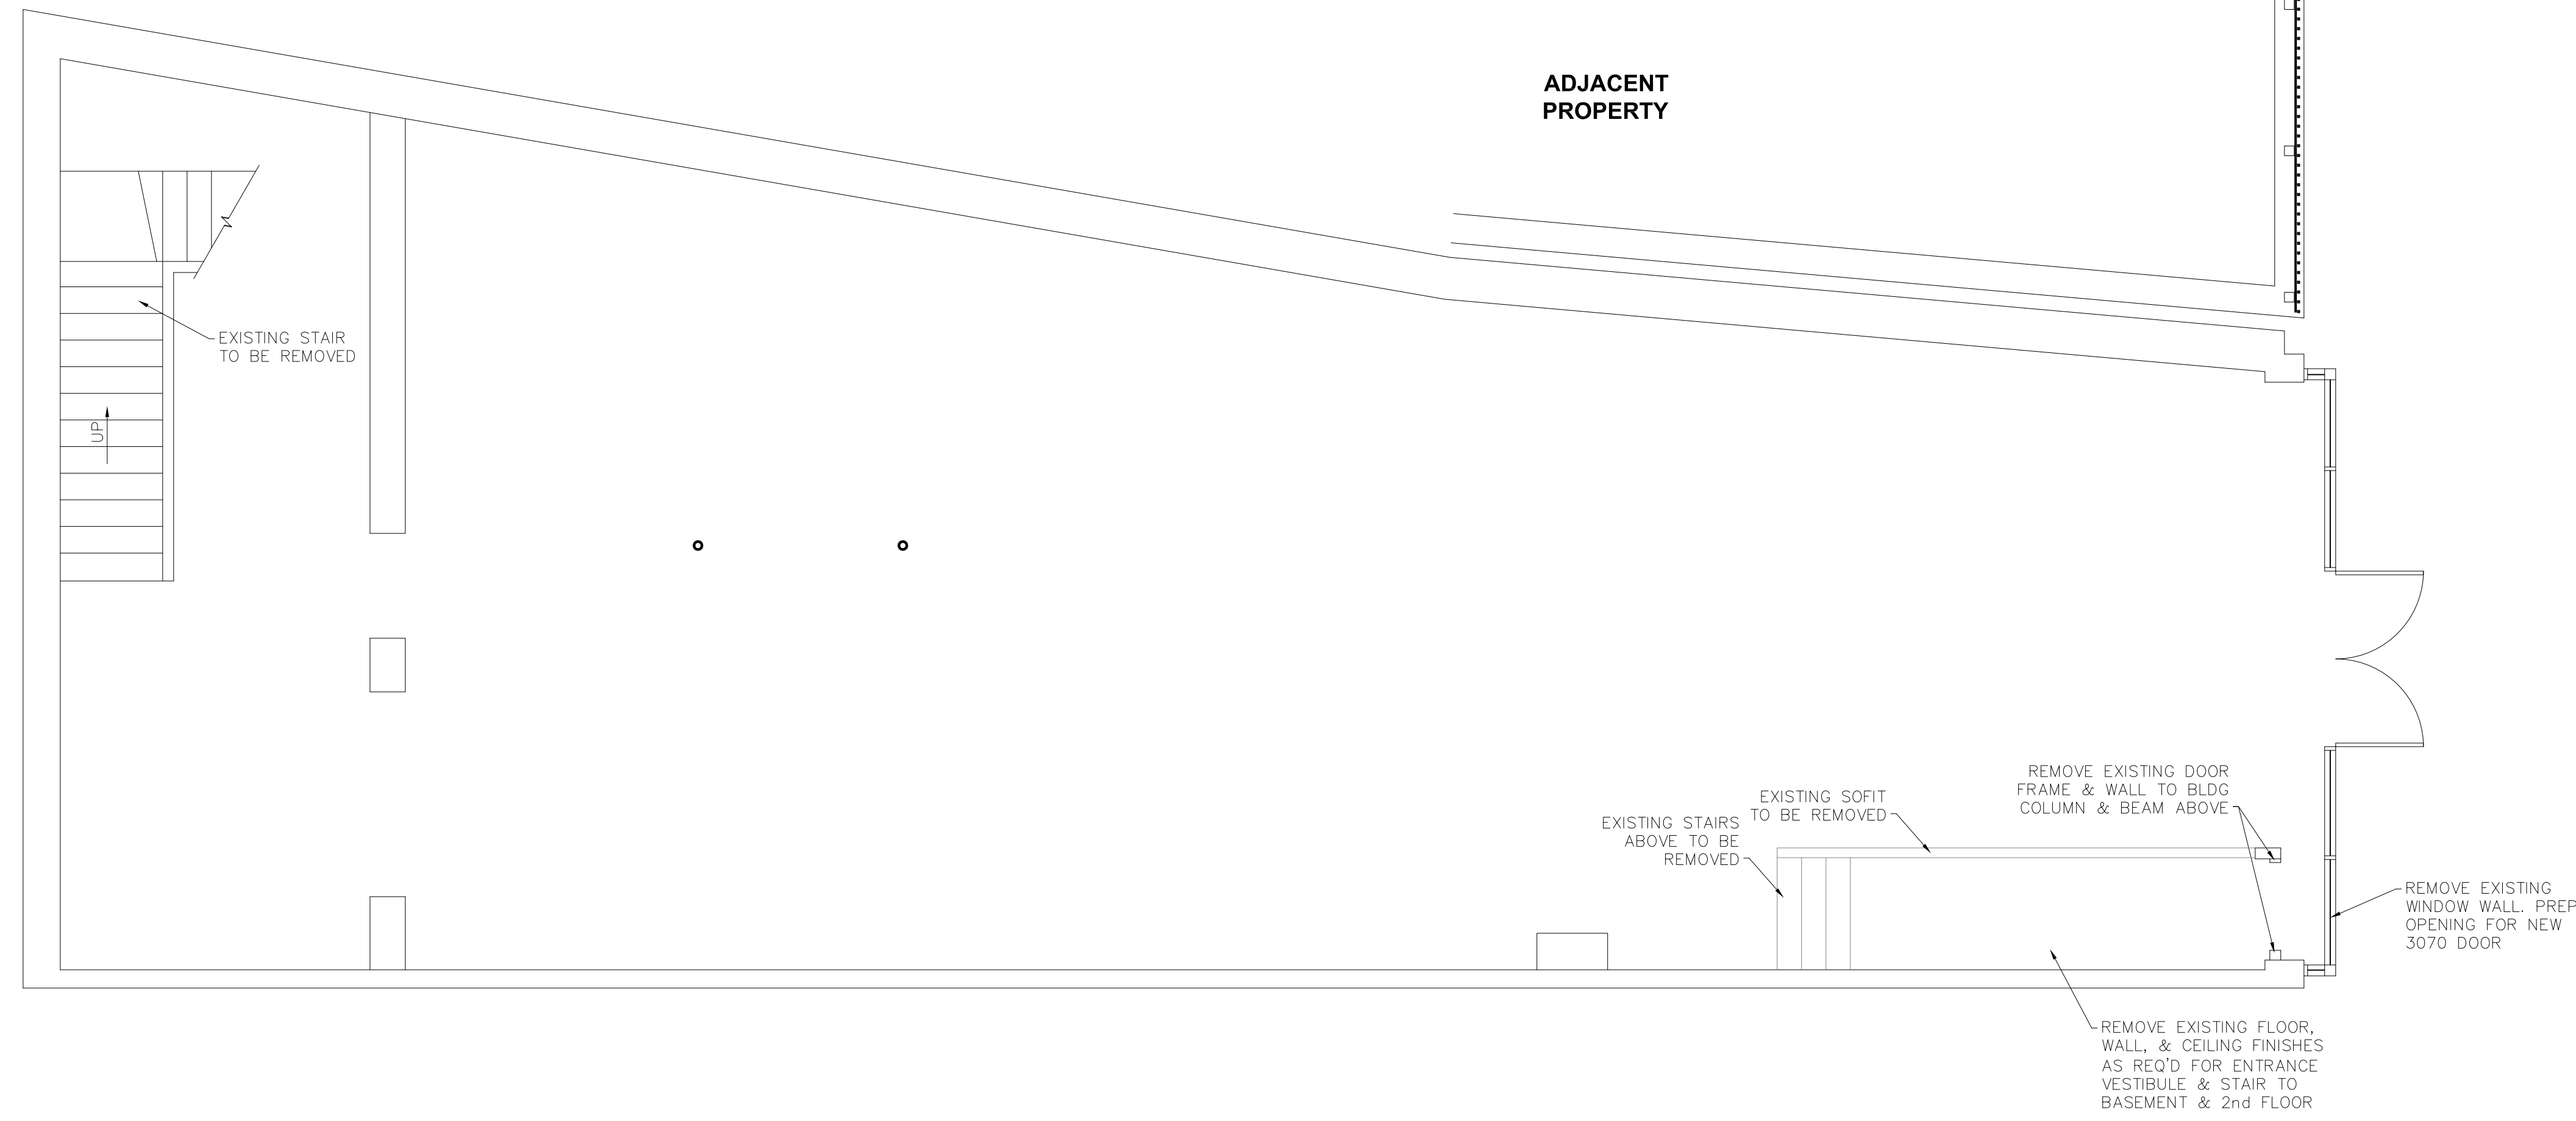 ADJACENT
PROPERTY
EXISTING STAIR
TO BE REMOVED
UP
REMOVE EXISTING DOOR
FRAME & WALL TO BLDG
COLUMN & BEAM ABOVE
EXISTING SOFIT
TO BE REMOVED
EXISTING STAIRS
ABOVE TO BE
REMOVED
REMOVE EXISTING
WINDOW WALL. PREP
OPENING FOR NEW
3070 DOOR
REMOVE EXISTING FLOOR,
WALL, & CEILING FINISHES
AS REQ'D FOR ENTRANCE
VESTIBULE & STAIR TO
BASEMENT & 2nd FLOOR